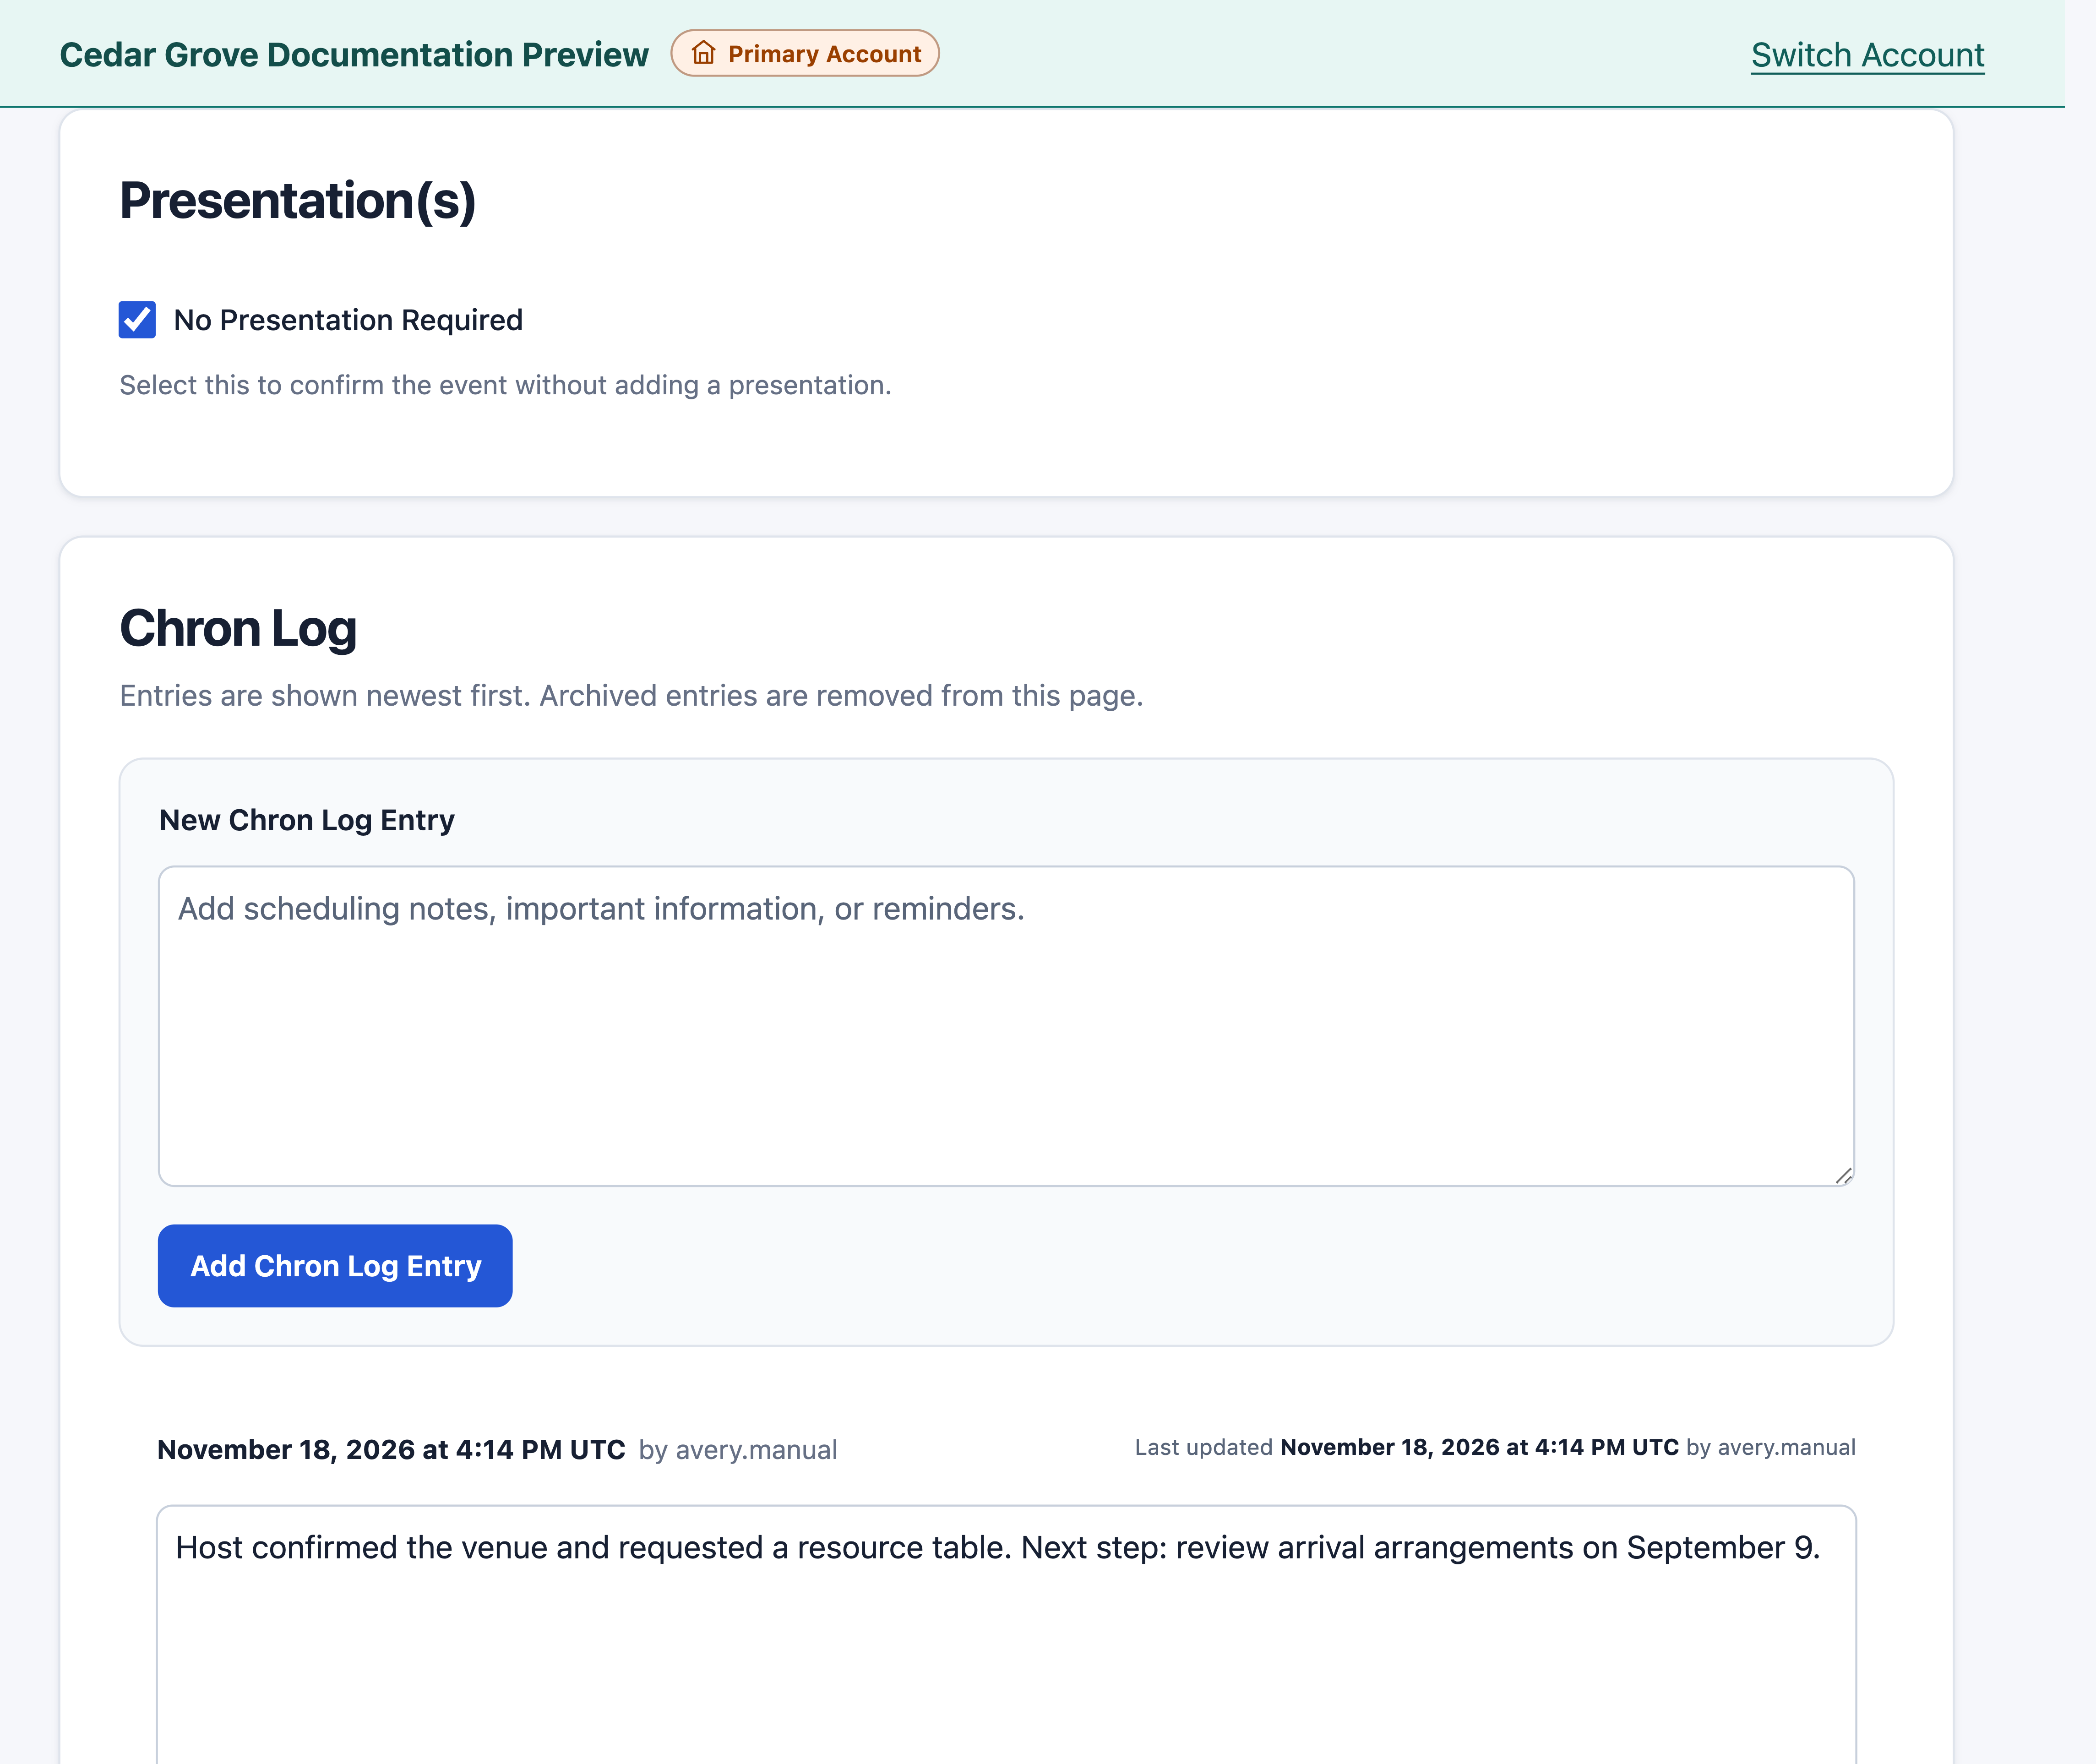 Cedar Grove Documentation Preview
Primary Account
Switch Account
Presentation(s)
No Presentation Required
Select this to confirm the event without adding a presentation.
Chron Log
Entries are shown newest first. Archived entries are removed from this page.
New Chron Log Entry
Add scheduling notes, important information, or reminders.
Add Chron Log Entry
November 18, 2026 at 4:14 PM UTC by avery.manual
Last updated November 18, 2026 at 4:14 PM UTC by avery.manual
Host confirmed the venue and requested a resource table. Next step: review arrival arrangements on September 9.